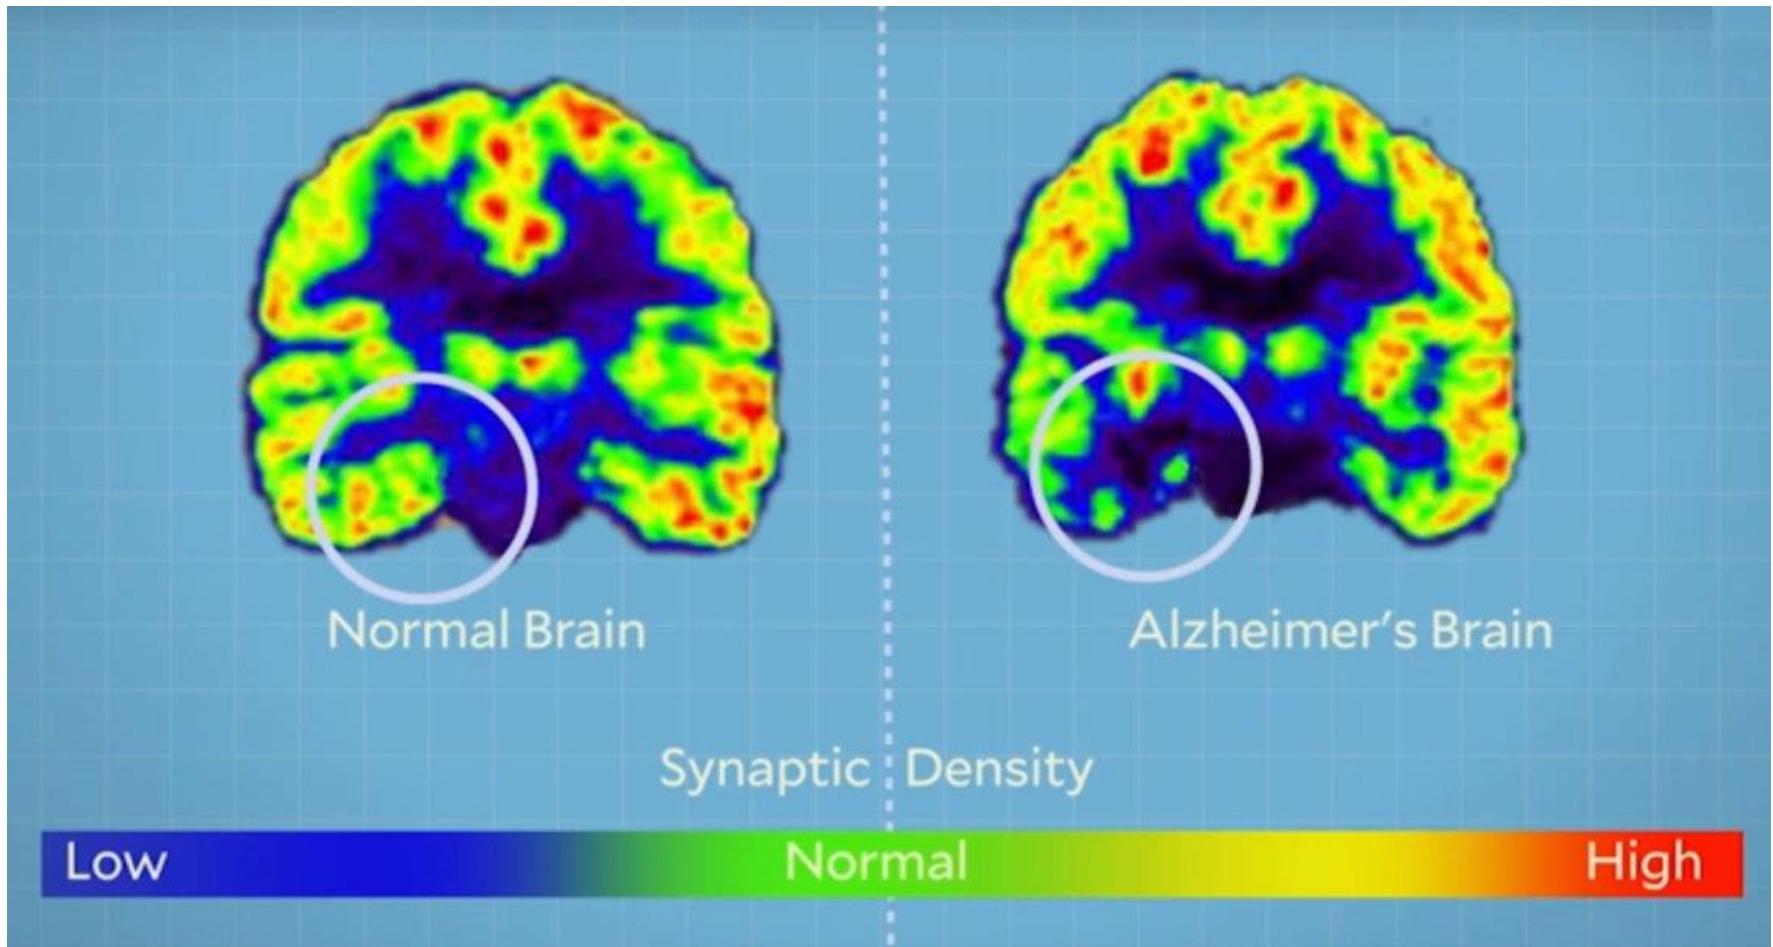 Normal Brain
Alzheimer's Brain
Synaptic Density
Low
Normal
High